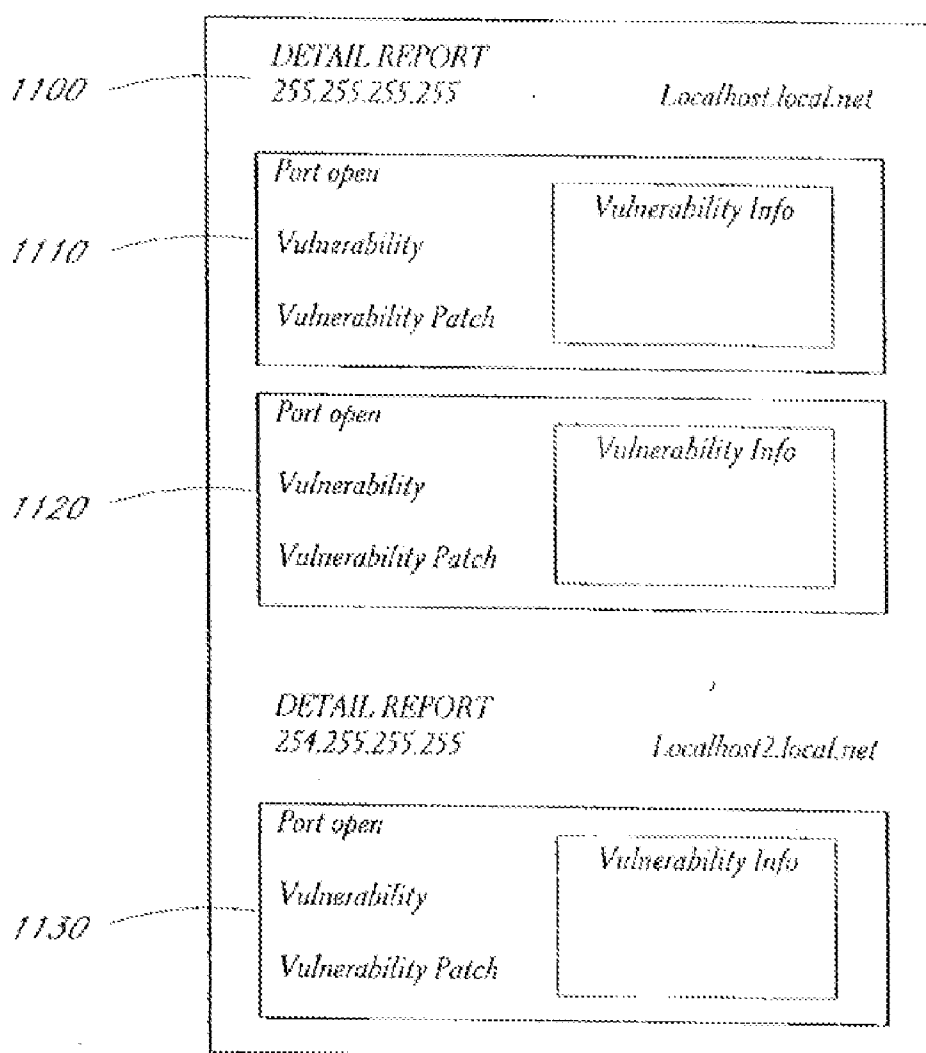 DETAIL REPORT
1100
255.255.255.255 Localhost.local.net
Port open
Vulnerability Info
1110
Vulnerability
Vulnerability Patch
Port open
Vulnerability Info
1120
Vulnerability
Vulnerability Patch
DETAIL REPORT
254.255.255.255 Localhost2.local.net
Port open
Vulnerability Info
1130
Vulnerability
Vulnerability Patch